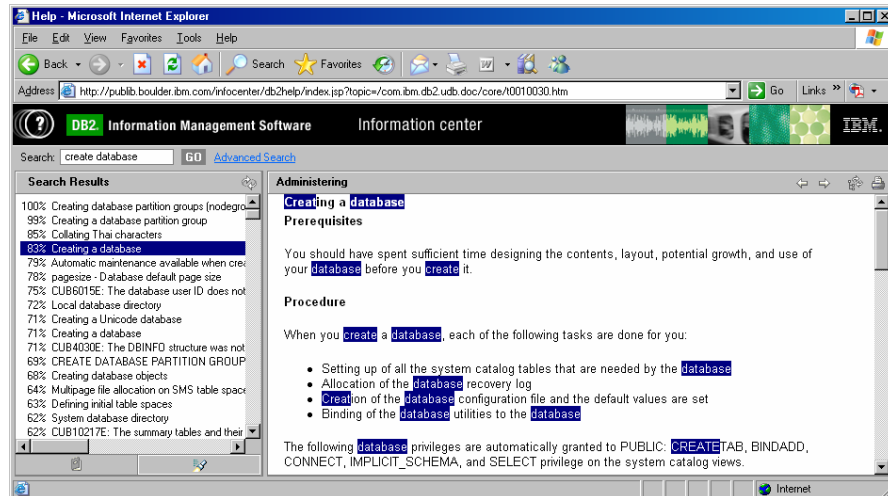 Help - Microsoft Internet Explorer
File Edit View Favorites Tools Help
Back Search Favorites
Address http://publib.boulder.ibm.com/infocenter/db2help/index.jsp?topic=/com.ibm.db2.udb.doc/core/t0010030.htm Go Links »
DB2. Information Management Software Information center IBM.
Search: create database GO Advanced Search
Search Results
100% Creating database partition groups (nodegro
99% Creating a database partition group
85% Collating Thai characters
83% Creating a database
79% Automatic maintenance available when crea
78% pagesize - Database default page size
75% CUB6015E: The database user ID does not
72% Local database directory
71% Creating a Unicode database
71% Creating a database
71% CUB4030E: The DBINFO structure was not
69% CREATE DATABASE PARTITION GROUP
68% Creating database objects
64% Multipage file allocation on SMS table space
63% Defining initial table spaces
62% System database directory
62% CUB10217E: The summary tables and their
Administering
Creating a database
Prerequisites
You should have spent sufficient time designing the contents, layout, potential growth, and use of
your database before you create it.
Procedure
When you create a database, each of the following tasks are done for you:
• Setting up of all the system catalog tables that are needed by the database
• Allocation of the database recovery log
• Creation of the database configuration file and the default values are set
• Binding of the database utilities to the database
The following database privileges are automatically granted to PUBLIC: CREATETAB, BINDADD,
CONNECT, IMPLICIT_SCHEMA, and SELECT privilege on the system catalog views.
Internet